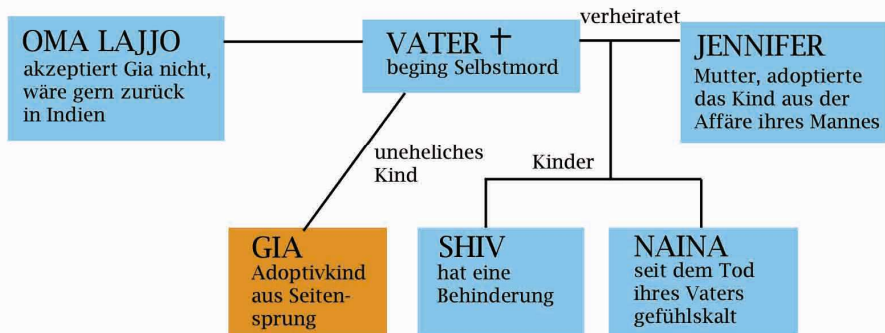 verheiratet
OMA LAJJO
akzeptiert Gia nicht,
wäre gern zurück
in Indien
VATER †
beging Selbstmord
JENNIFER
Mutter, adoptierte
das Kind aus der
Affäre ihres Mannes
uneheliches
Kind
Kinder
GIA
Adoptivkind
aus Seiten-
sprung
SHIV
hat eine
Behinderung
NAINA
seit dem Tod
ihres Vaters
gefühlskalt